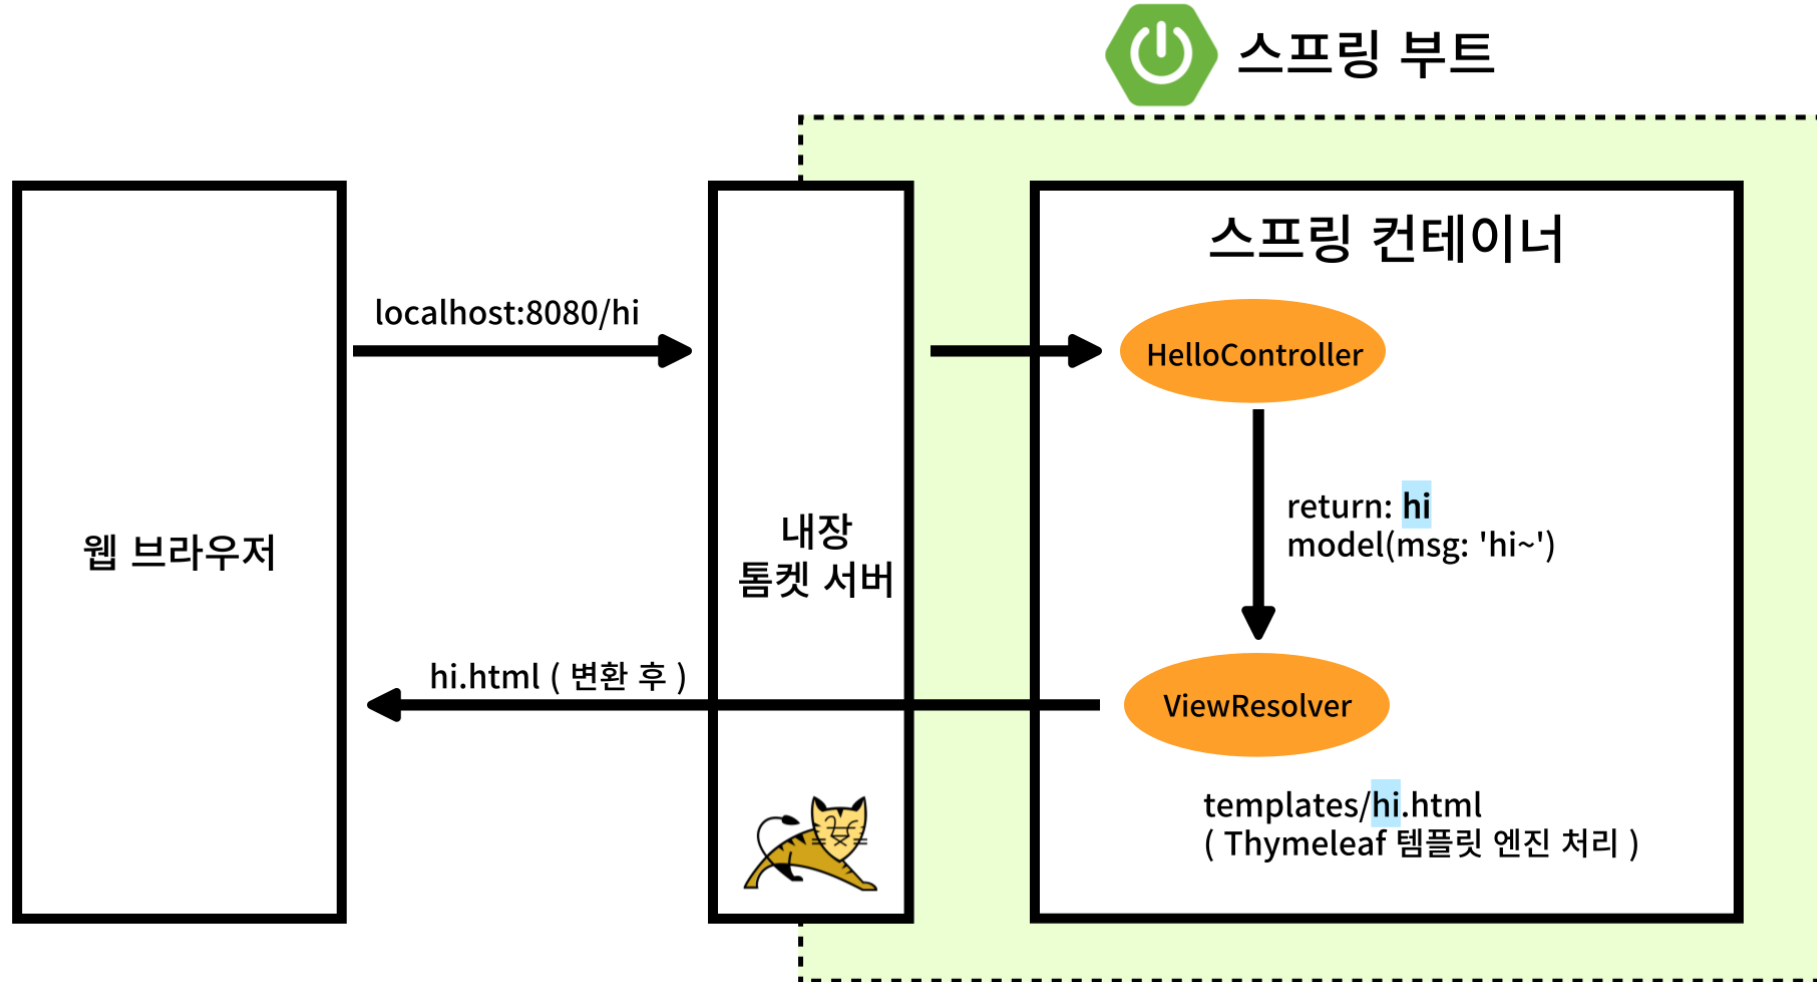 스프링 부트
스프링 컨테이너
localhost:8080/hi
HelloController
return: hi
model(msg: 'hi~')
웹 브라우저
내장
톰켓 서버
hi.html ( 변환 후 )
ViewResolver
templates/hi.html
( Thymeleaf 템플릿 엔진 처리 )